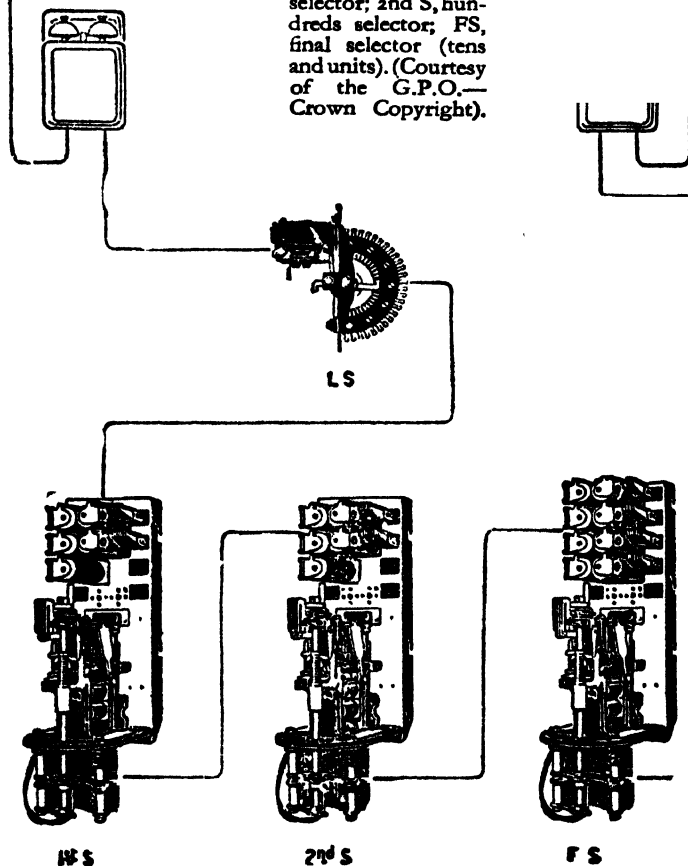 selector; 2nd S, hun-
dreds selector; FS,
final selector (tens
and units). (Courtesy
of the G.P.O.—
Crown Copyright).
LS
1st S
2nd S
F S